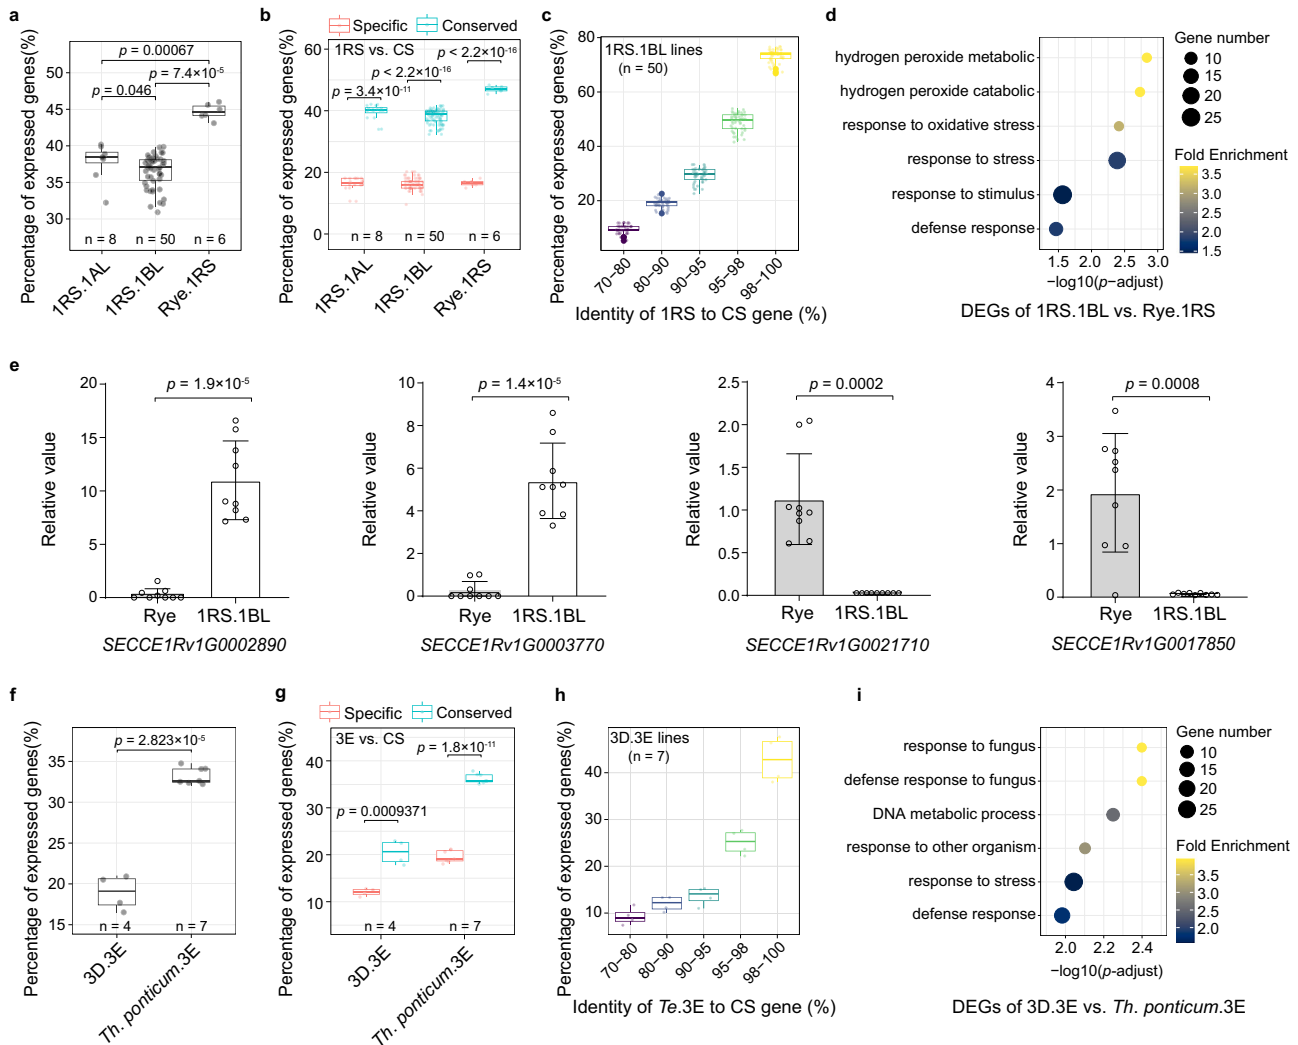 a
Percentage of expressed genes(%)
50
45
40
35
30
p = 0.00067
p = 7.4×10-5
p = 0.046
n = 8
n = 50
n = 6
1RS.1AL
1RS.1BL
Rye.1RS
b
Specific
Conserved
Percentage of expressed genes(%)
60
40
20
0
1RS vs. CS
p < 2.2×10-16
p < 2.2×10-16
p = 3.4×10-11
n = 8
n = 50
n = 6
1RS.1AL
1RS.1BL
Rye.1RS
c
Percentage of expressed genes(%)
80
60
40
20
1RS.1BL lines
(n = 50)
70−80
80−90
90−95
95−98
98−100
Identity of 1RS to CS gene (%)
d
hydrogen peroxide metabolic
hydrogen peroxide catabolic
response to oxidative stress
response to stress
response to stimulus
defense response
1.5
2.0
2.5
3.0
−log10(p−adjust)
DEGs of 1RS.1BL vs. Rye.1RS
Gene number
10
15
20
25
Fold Enrichment
3.5
3.0
2.5
2.0
1.5
e
Relative value
20
15
10
5
0
p = 1.9×10-5
Rye
1RS.1BL
SECCE1Rv1G0002890
Relative value
10
8
6
4
2
0
p = 1.4×10-5
Rye
1RS.1BL
SECCE1Rv1G0003770
Relative value
2.5
2.0
1.5
1.0
0.5
0.0
p = 0.0002
Rye
1RS.1BL
SECCE1Rv1G0021710
Relative value
4
3
2
1
0
p = 0.0008
Rye
1RS.1BL
SECCE1Rv1G0017850
f
Percentage of expressed genes(%)
35
30
25
20
15
p = 2.823×10-5
n = 4
n = 7
3D.3E
Th. ponticum.3E
g
Specific
Conserved
Percentage of expressed genes(%)
40
30
20
10
3E vs. CS
p = 1.8×10-11
p = 0.0009371
n = 4
n = 7
3D.3E
Th. ponticum.3E
h
Percentage of expressed genes(%)
40
30
20
10
3D.3E lines
(n = 7)
70−80
80−90
90−95
95−98
98−100
Identity of Te.3E to CS gene (%)
i
response to fungus
defense response to fungus
DNA metabolic process
response to other organism
response to stress
defense response
2.0
2.2
2.4
−log10(p-adjust)
DEGs of 3D.3E vs. Th. ponticum.3E
Gene number
10
15
20
25
Fold Enrichment
3.5
3.0
2.5
2.0